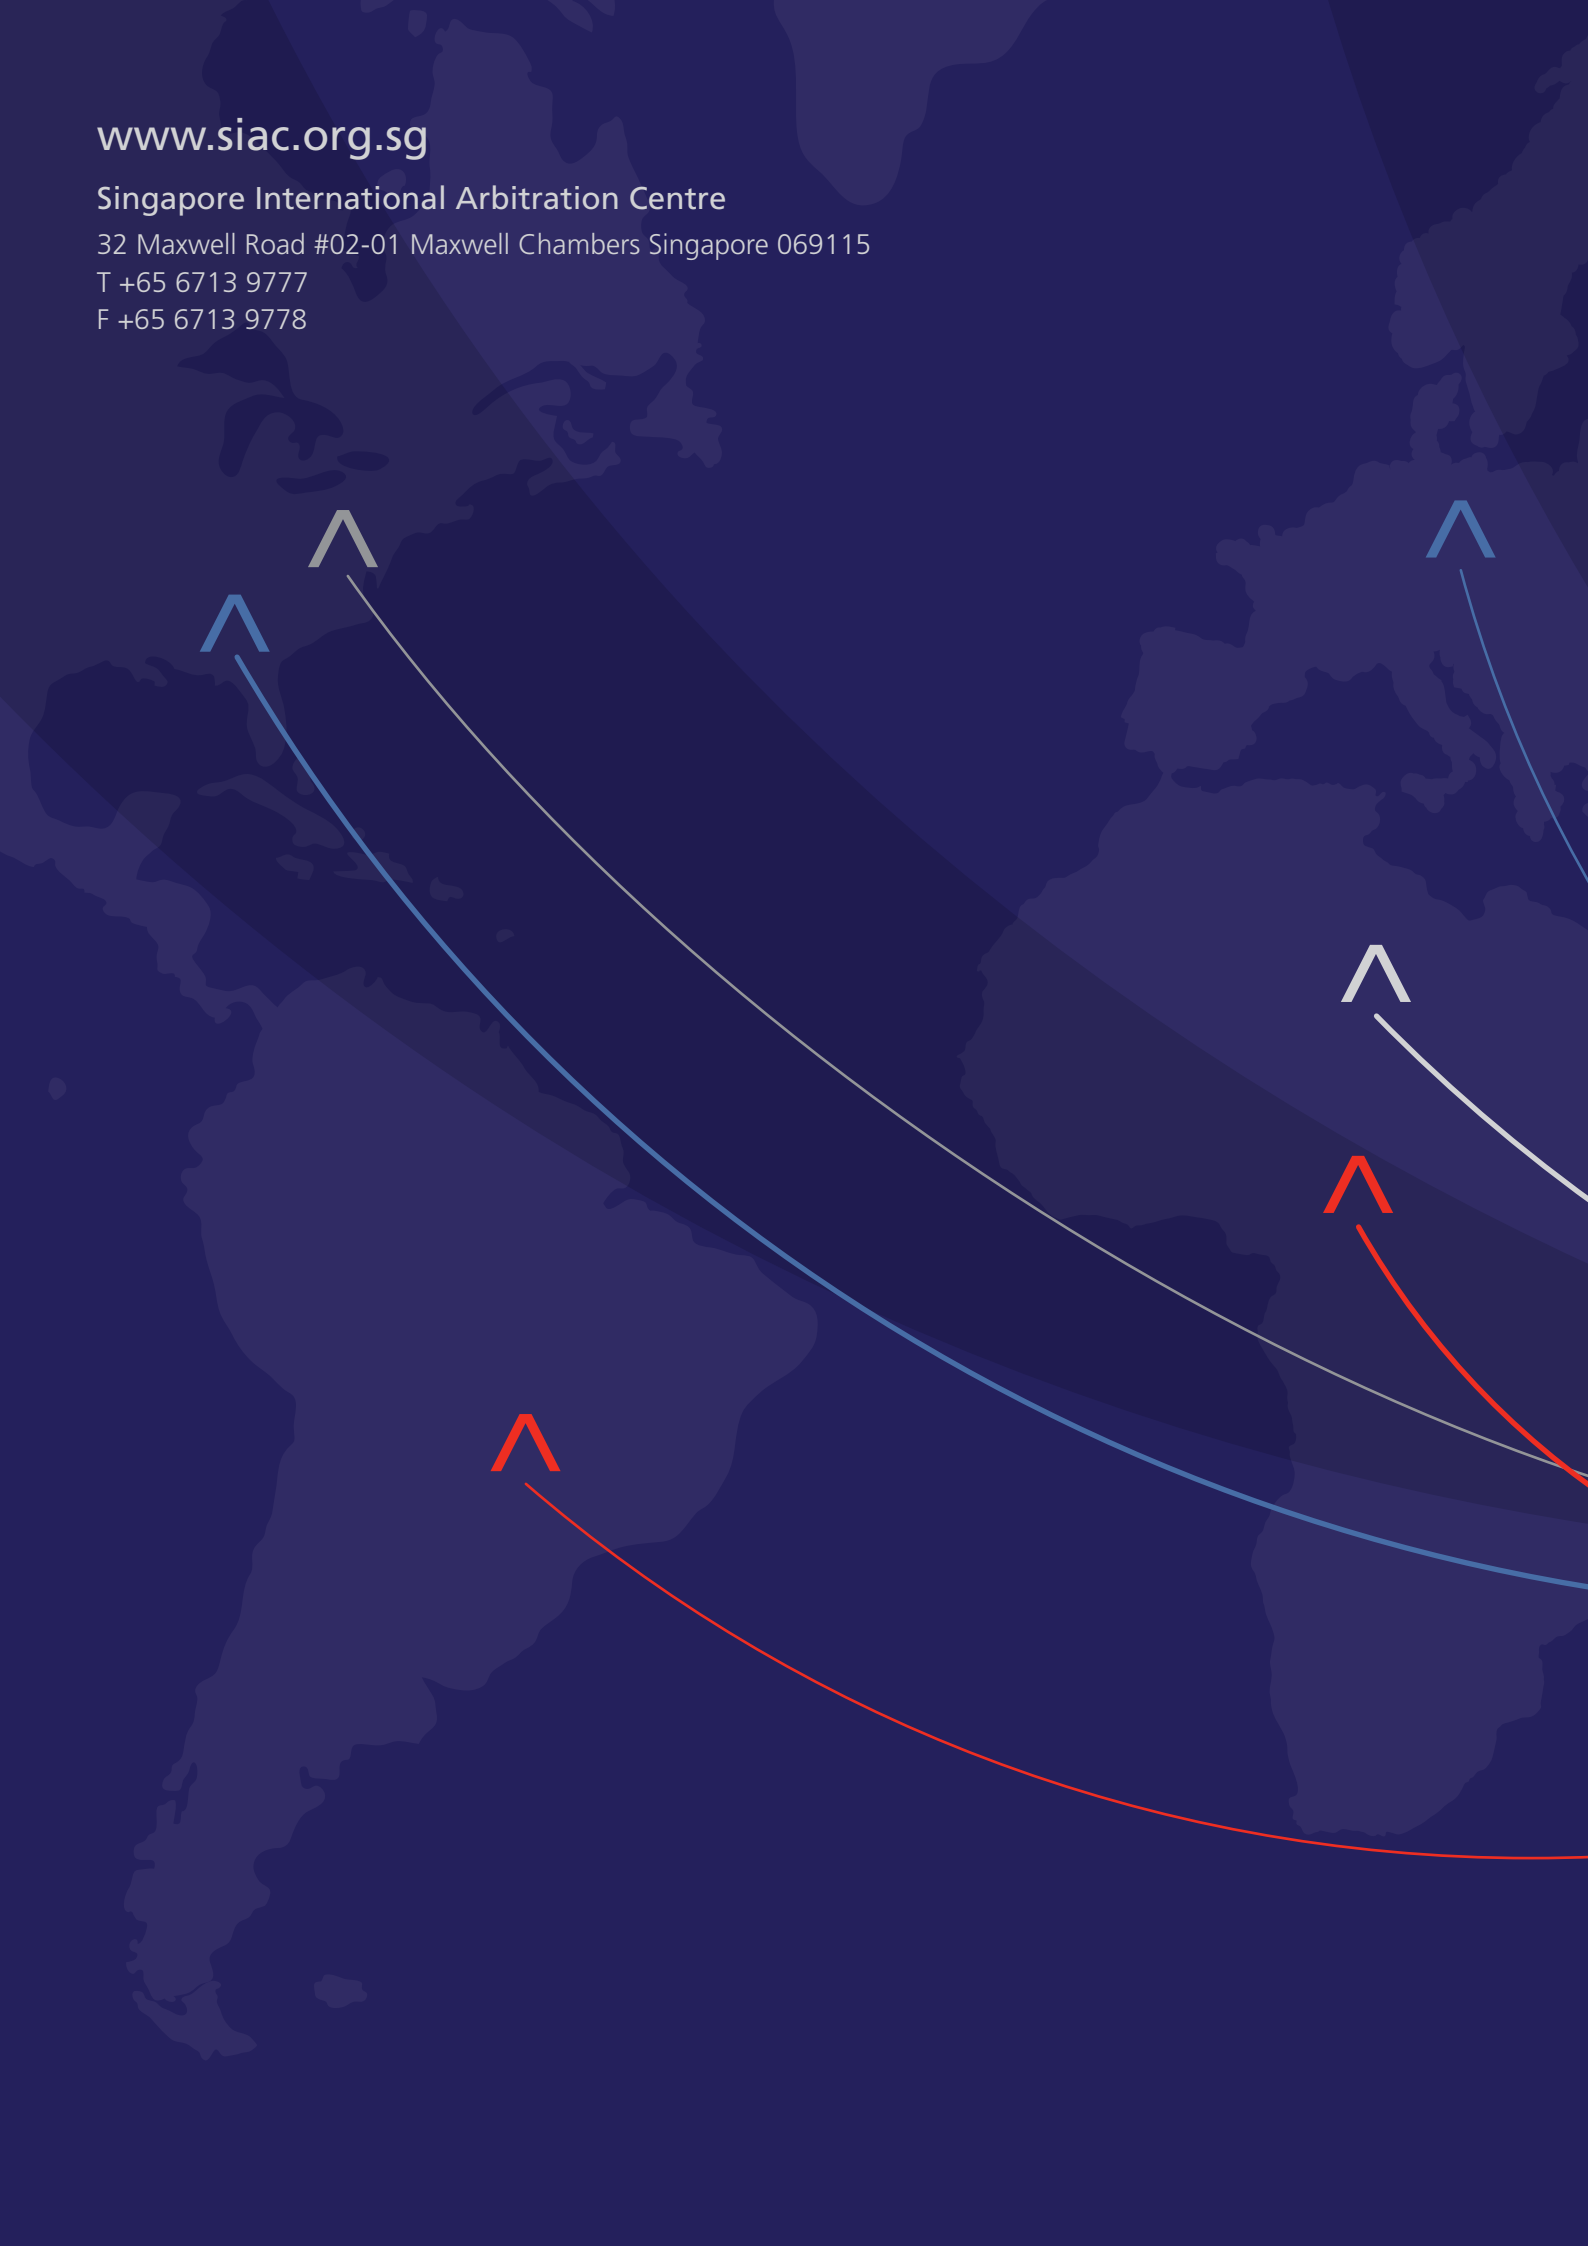 www.siac.org.sg
Singapore International Arbitration Centre
32 Maxwell Road #02-01 Maxwell Chambers Singapore 069115
T +65 6713 9777
F +65 6713 9778